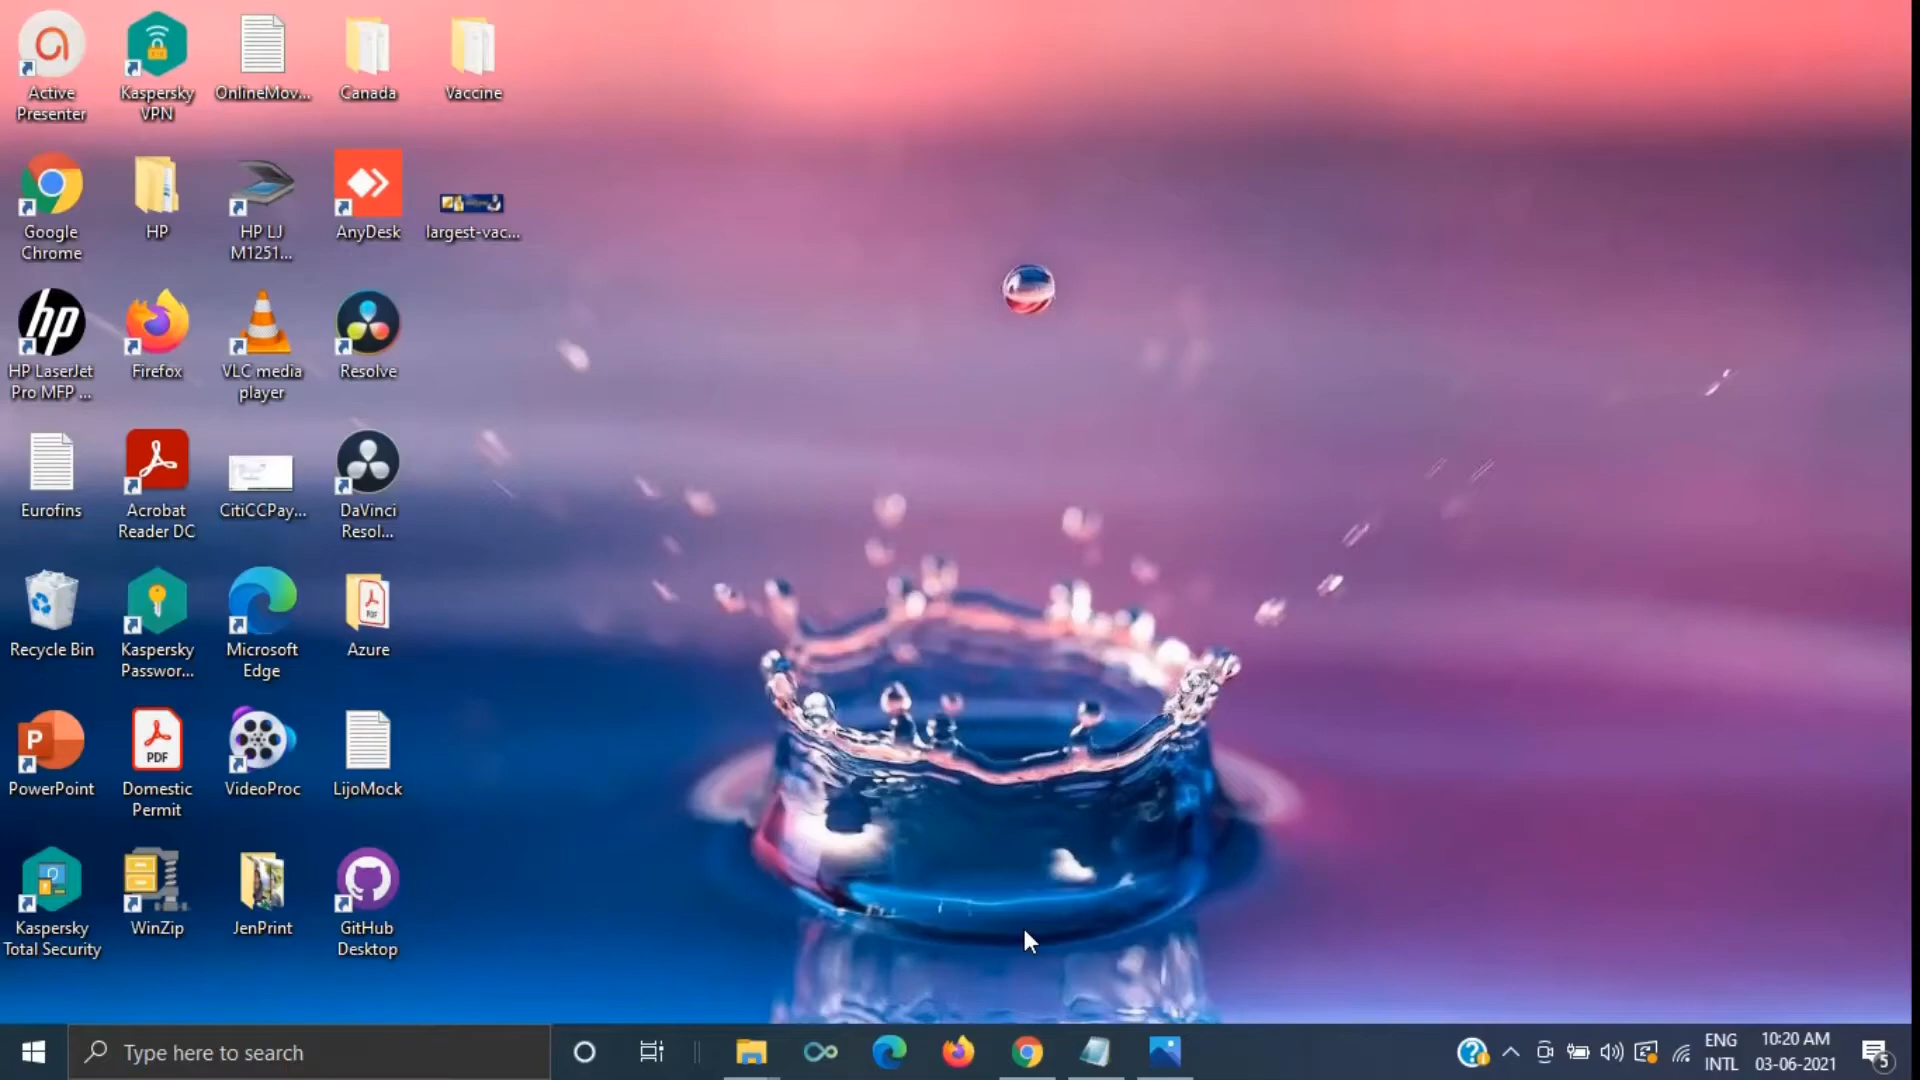 Active
Presenter
Kaspersky
VPN
OnlineMov...
Canada
Vaccine
Google
Chrome
HP
HP LJ
M1251...
AnyDesk
largest-vac...
hp
HP LaserJet
Pro MFP ...
Firefox
VLC media
player
Resolve
Eurofins
Acrobat
Reader DC
CitiCCPay...
DaVinci
Resol...
Recycle Bin
Kaspersky
Passwor...
Microsoft
Edge
PDF
Azure
P
PowerPoint
PDF
Domestic
Permit
VideoProc
LijoMock
Kaspersky
Total Security
WinZip
JenPrint
GitHub
Desktop
Type here to search
ENG
INTL
10:20 AM
03-06-2021
5